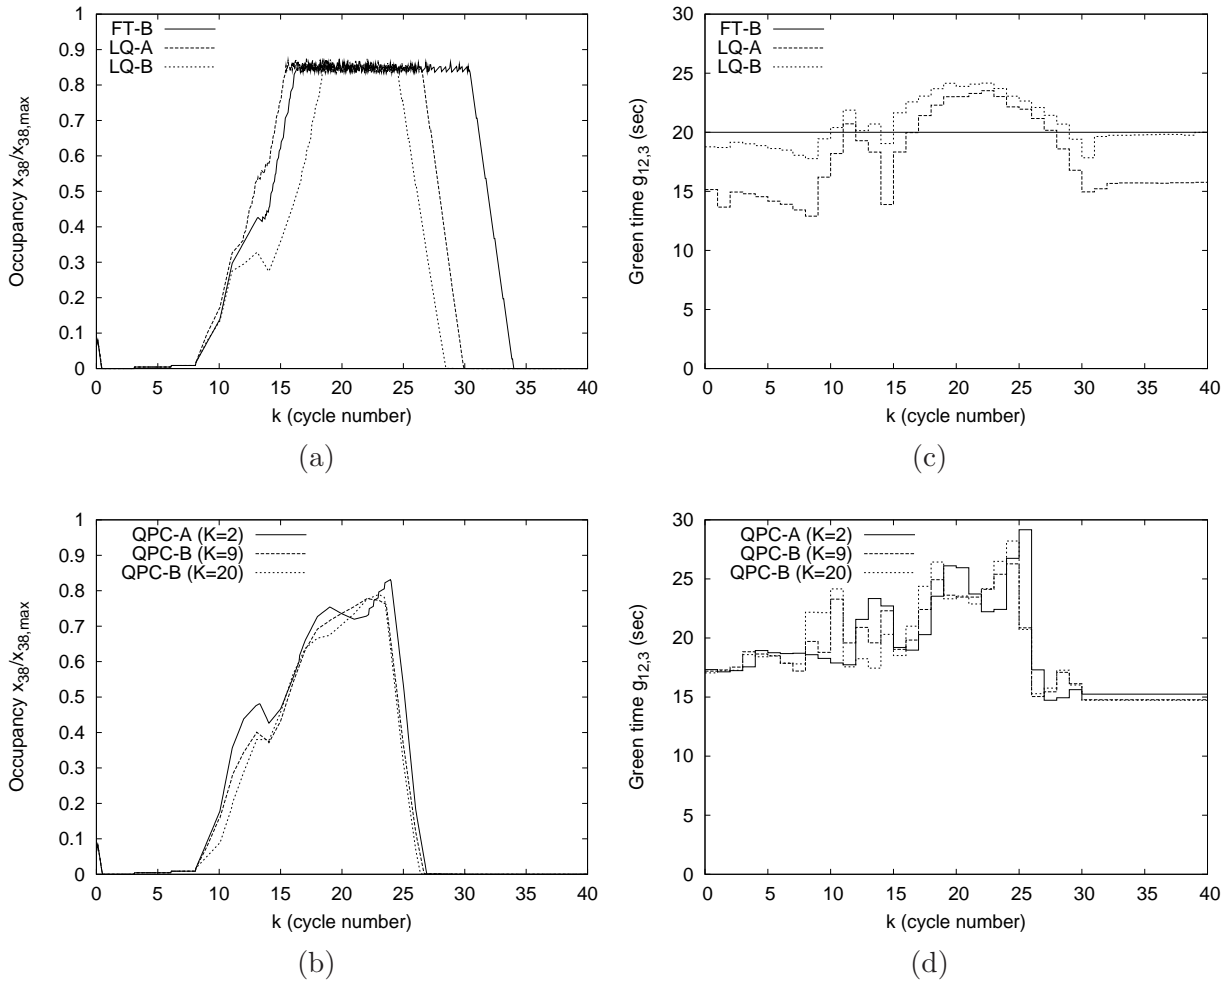 1
0.9
0.8
0.7
0.6
0.5
0.4
0.3
0.2
0.1
0
0 5 10 15 20 25 30 35 40
Occupancy x38/x38,max
k (cycle number)
FT-B
LQ-A
LQ-B
(a)
30
25
20
15
10
5
0
0 5 10 15 20 25 30 35 40
Green time g12,3 (sec)
k (cycle number)
FT-B
LQ-A
LQ-B
(c)
1
0.9
0.8
0.7
0.6
0.5
0.4
0.3
0.2
0.1
0
0 5 10 15 20 25 30 35 40
Occupancy x38/x38,max
k (cycle number)
QPC-A (K=2)
QPC-B (K=9)
QPC-B (K=20)
(b)
30
25
20
15
10
5
0
0 5 10 15 20 25 30 35 40
Green time g12,3 (sec)
k (cycle number)
QPC-A (K=2)
QPC-B (K=9)
QPC-B (K=20)
(d)